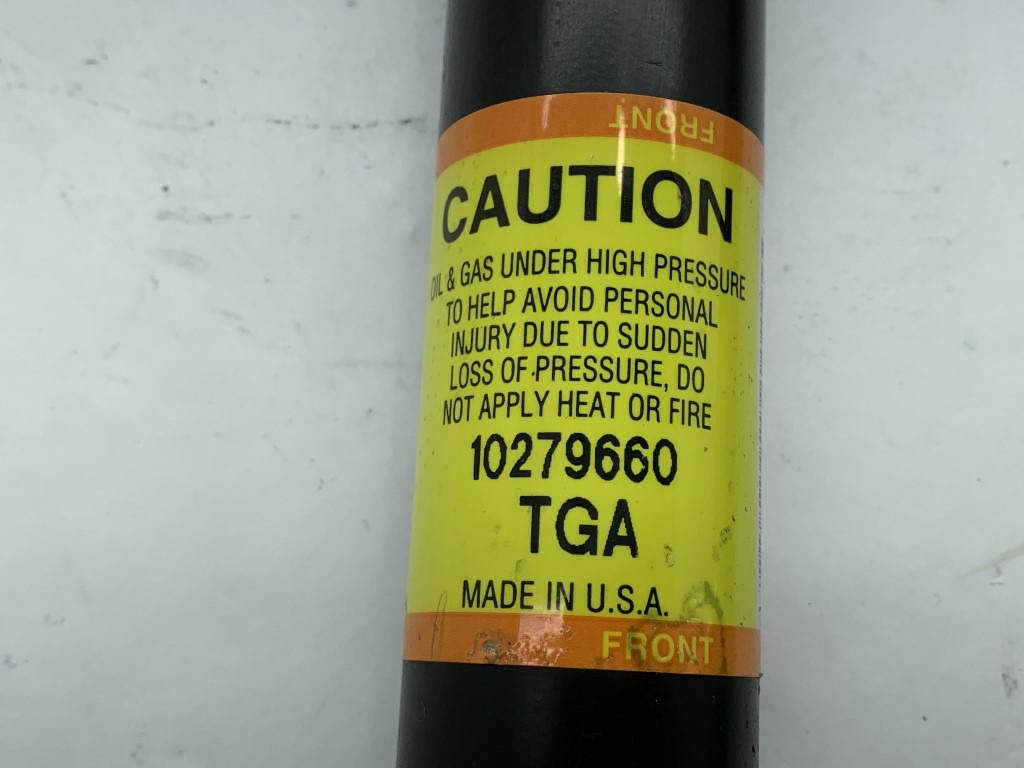 FRONT
CAUTION
OIL & GAS UNDER HIGH PRESSURE
TO HELP AVOID PERSONAL
INJURY DUE TO SUDDEN
LOSS OF PRESSURE, DO
NOT APPLY HEAT OR FIRE
10279660
TGA
MADE IN U.S.A.
FRONT